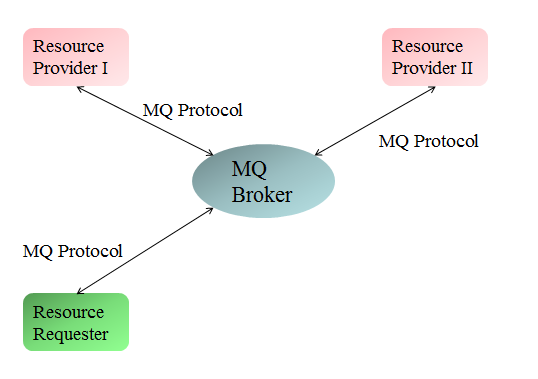 Resource
Provider I
Resource
Provider II
MQ Protocol
MQ Protocol
MQ
Broker
MQ Protocol
Resource
Requester